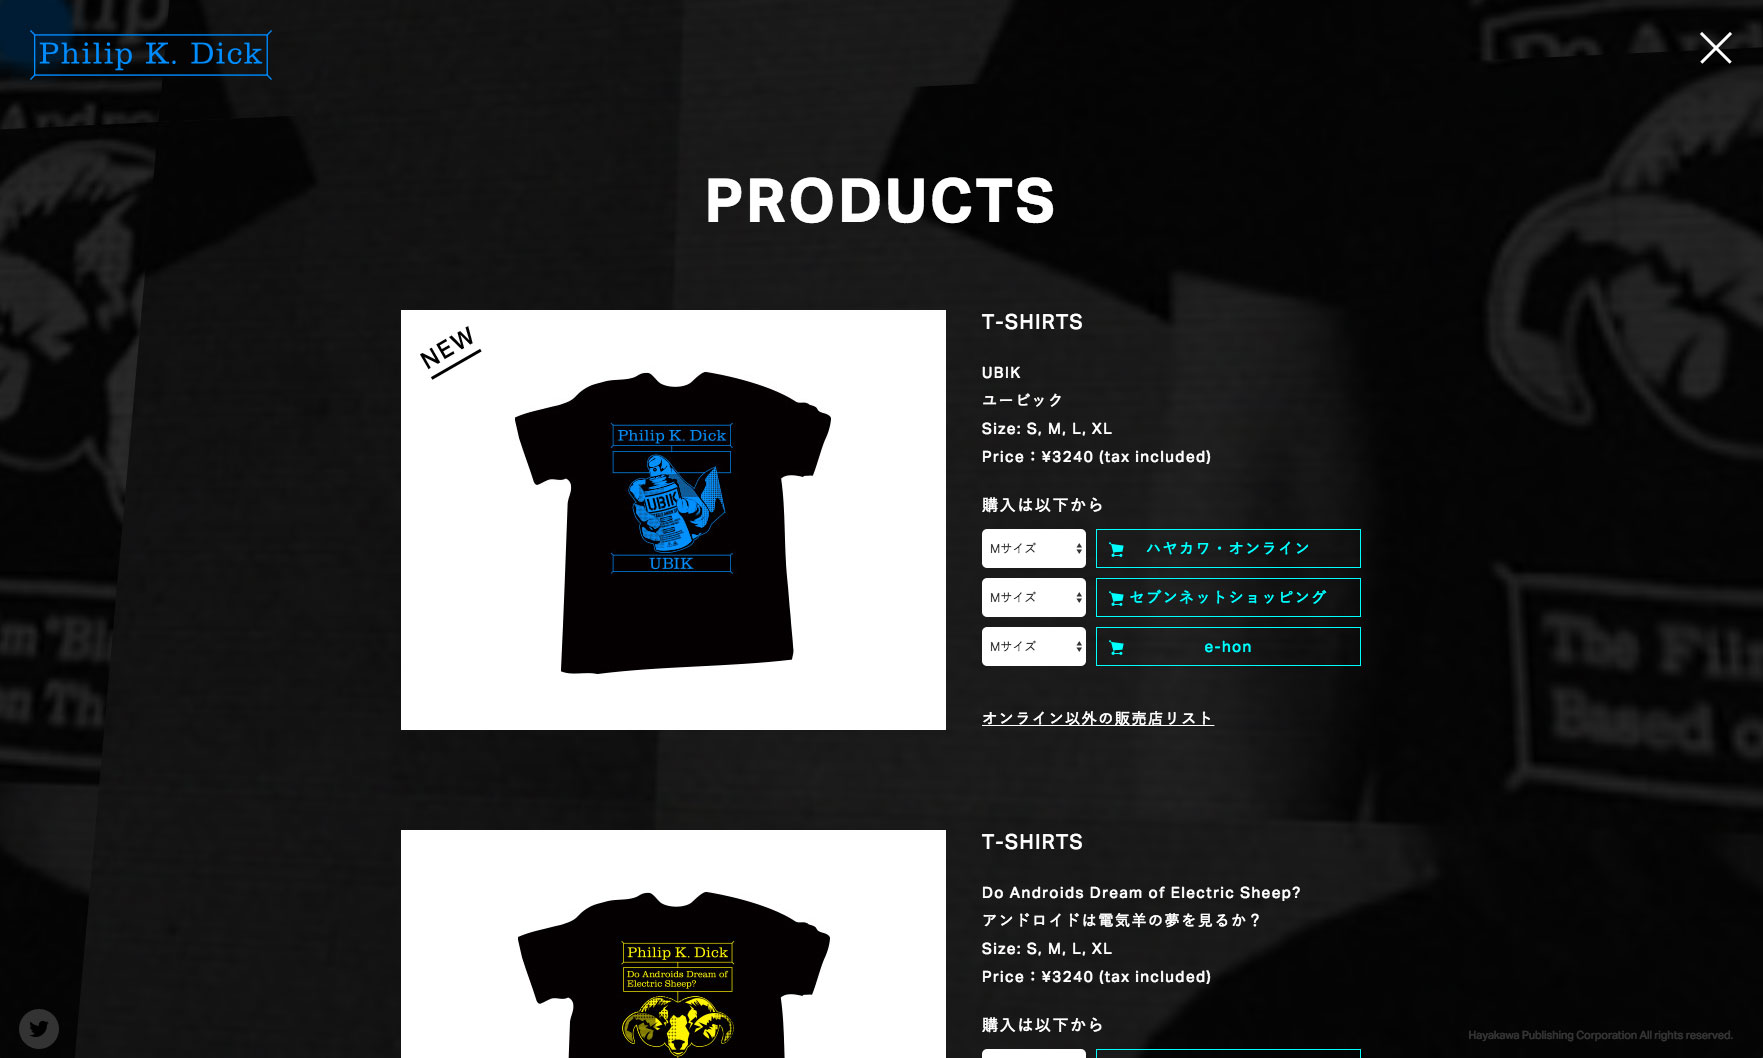 Philip K. Dick
PRODUCTS
NEW
Philip K. Dick
UBIK
UBIK
T-SHIRTS
UBIK
ユービック
Size: S, M, L, XL
Price：¥3240 (tax included)
購入は以下から
Mサイズ
ハヤカワ・オンライン
Mサイズ
セブンネットショッピング
Mサイズ
e-hon
オンライン以外の販売店リスト
Philip K. Dick
Do Androids Dream of
Electric Sheep?
T-SHIRTS
Do Androids Dream of Electric Sheep?
アンドロイドは電気羊の夢を見るか？
Size: S, M, L, XL
Price：¥3240 (tax included)
購入は以下から
The Film
Based o
Hayakawa Publishing Corporation All rights reserved.